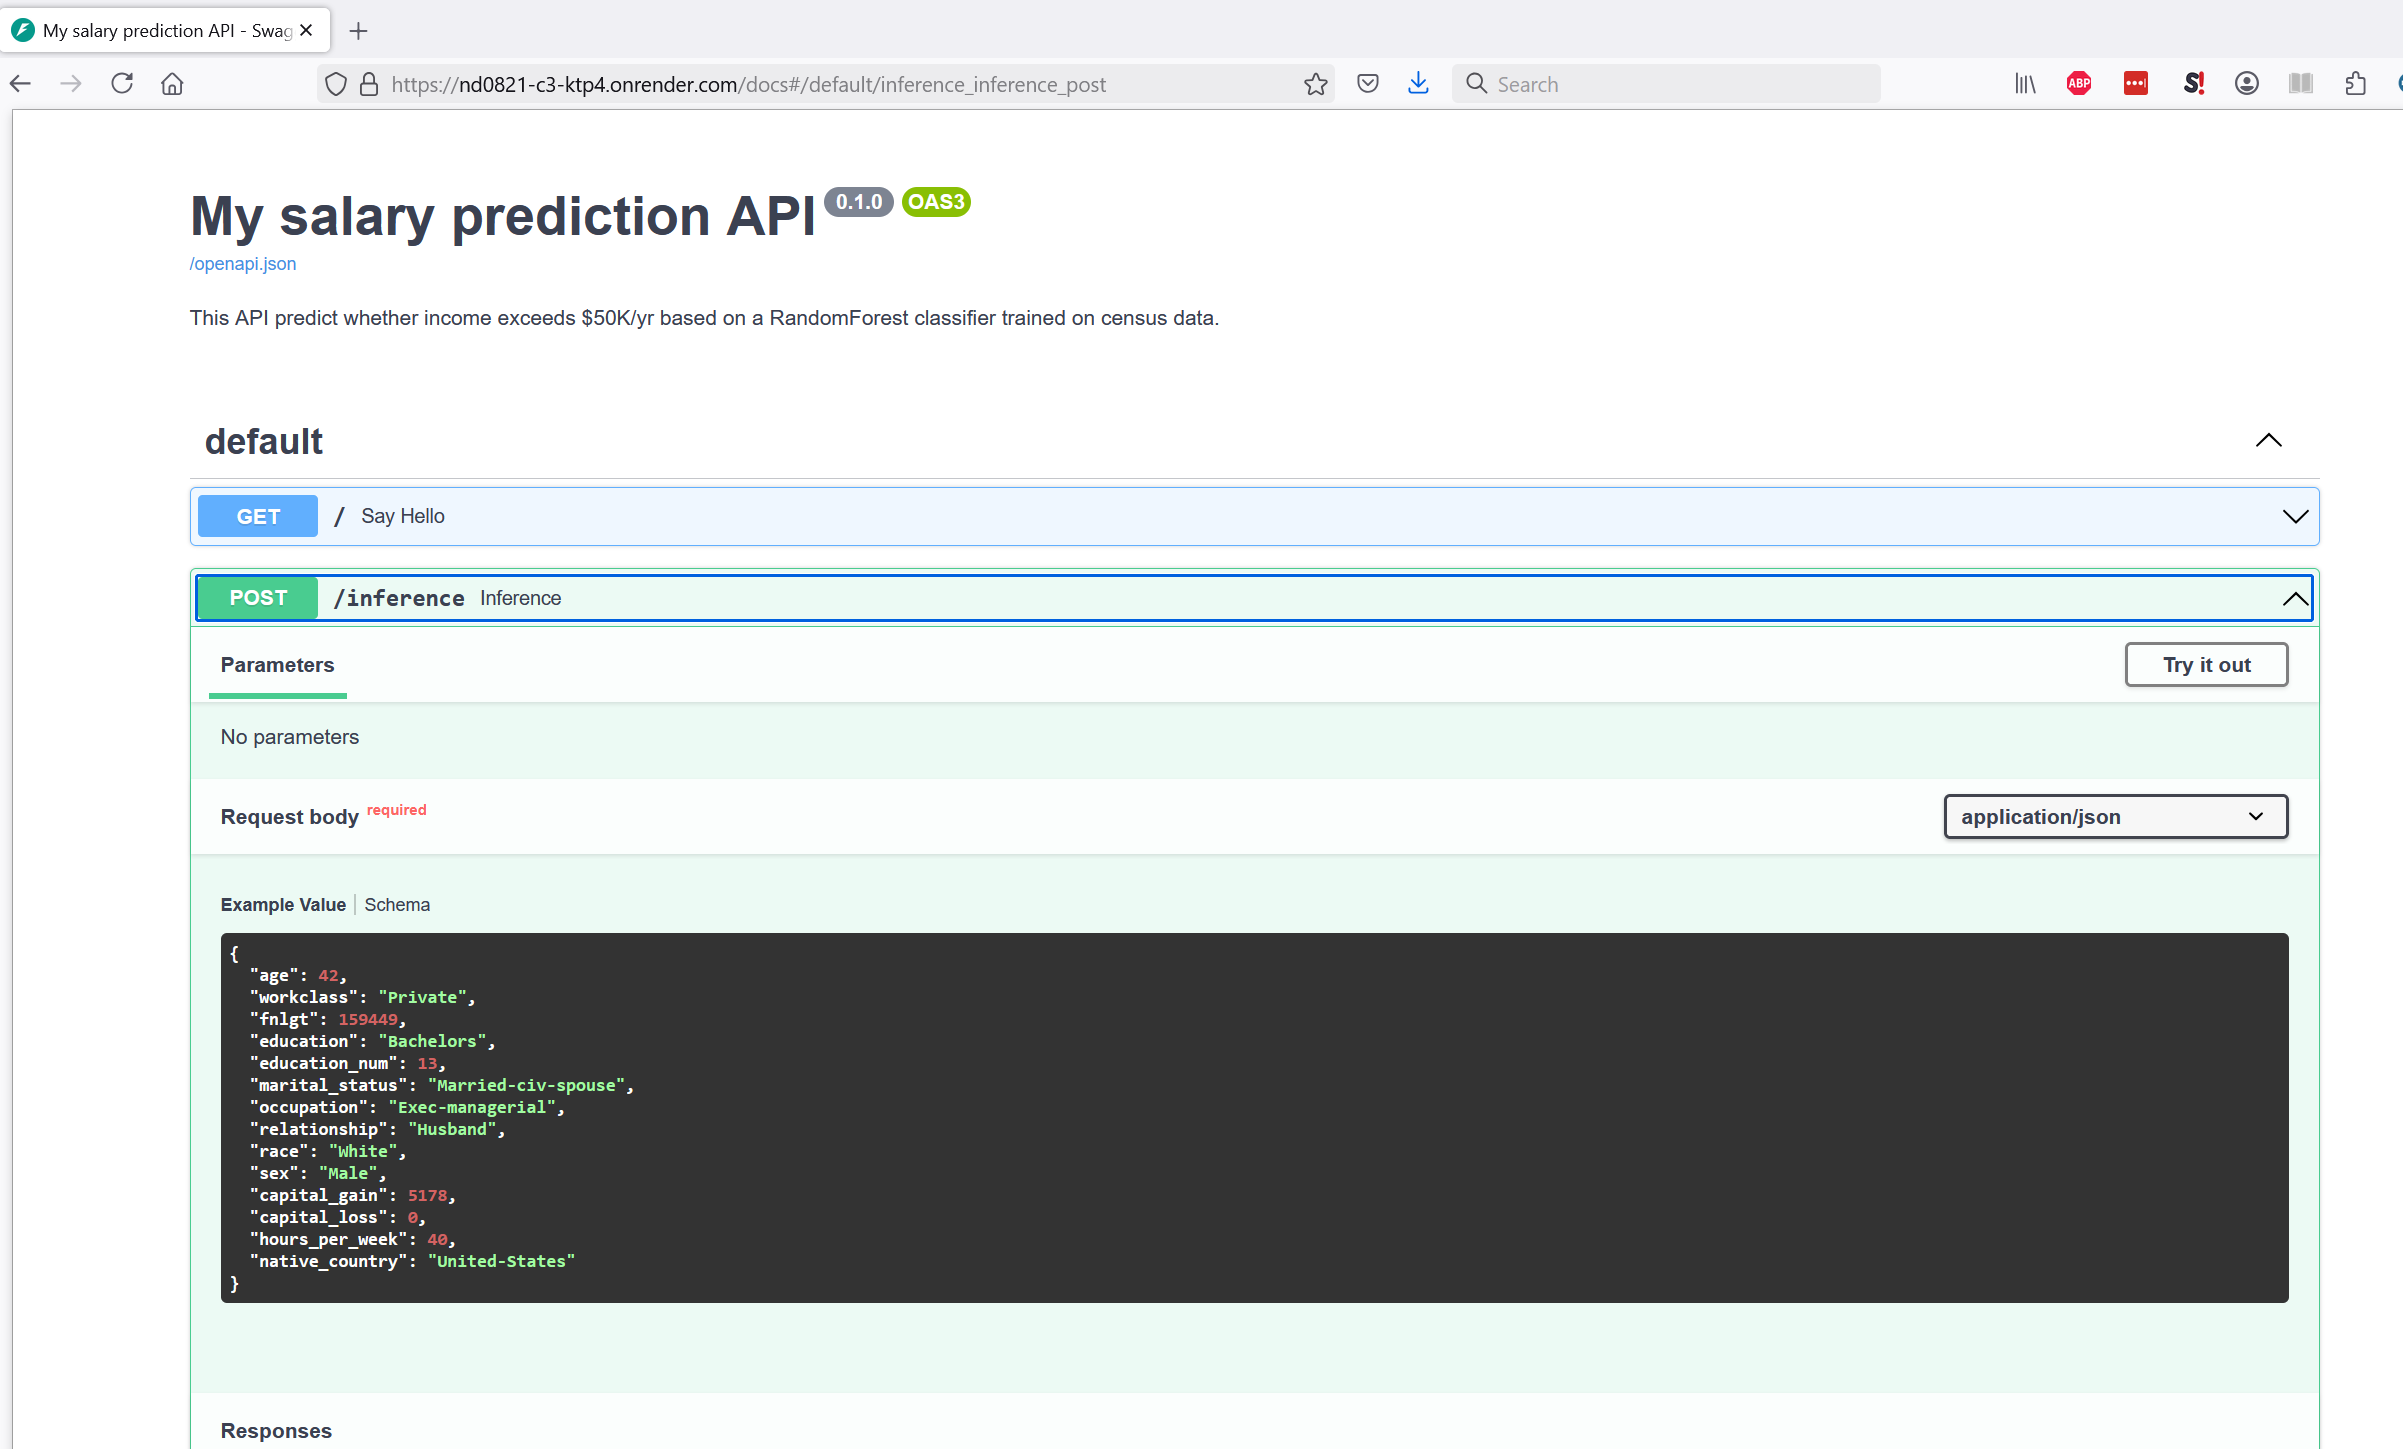 My salary prediction API - Swag
https://nd0821-c3-ktp4.onrender.com/docs#/default/inference_inference_post
Search
ABP
S!
My salary prediction API 0.1.0 OAS3
/openapi.json
This API predict whether income exceeds $50K/yr based on a RandomForest classifier trained on census data.
default
GET / Say Hello
POST /inference Inference
Parameters
Try it out
No parameters
Request body required
application/json
Example Value | Schema
{
"age": 42,
"workclass": "Private",
"fnlgt": 159449,
"education": "Bachelors",
"education_num": 13,
"marital_status": "Married-civ-spouse",
"occupation": "Exec-managerial",
"relationship": "Husband",
"race": "White",
"sex": "Male",
"capital_gain": 5178,
"capital_loss": 0,
"hours_per_week": 40,
"native_country": "United-States"
}
Responses